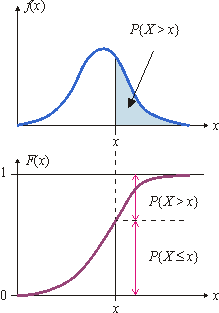 f(x)
P(X > x)
x
x
F(x)
1
P(X > x)
P(X ≤ x)
0
x
x